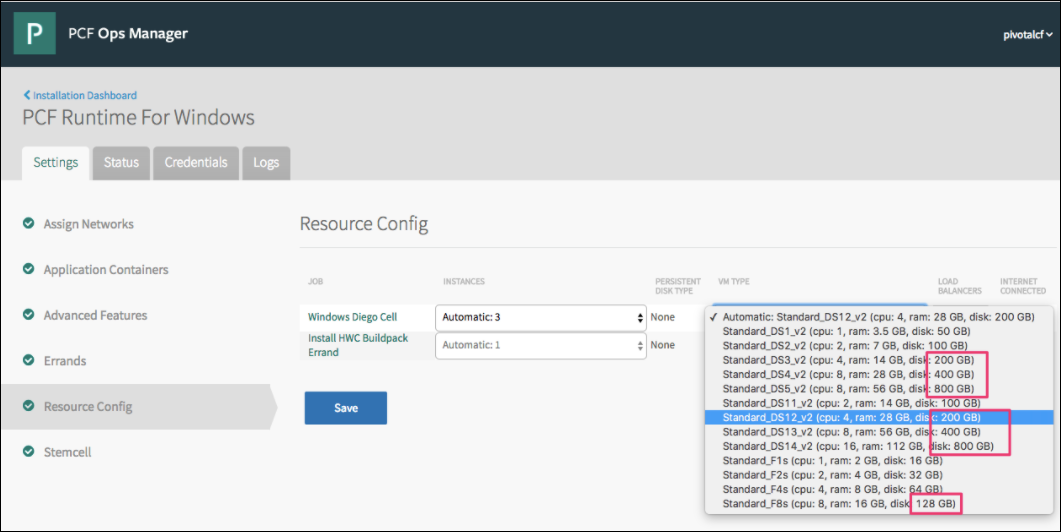 P
PCF Ops Manager
pivotalcf
Installation Dashboard
PCF Runtime For Windows
Settings
Status
Credentials
Logs
Assign Networks
Application Containers
Advanced Features
Errands
Resource Config
Stemcell
Resource Config
JOB
INSTANCES
PERSISTENT
DISK TYPE
VM TYPE
LOAD
BALANCERS
INTERNET
CONNECTED
Windows Diego Cell
Automatic: 3
None
Install HWC Buildpack
Errand
Automatic: 1
None
Save
✓ Automatic: Standard_DS12_v2 (cpu: 4, ram: 28 GB, disk: 200 GB)
Standard_DS1_v2 (cpu: 1, ram: 3.5 GB, disk: 50 GB)
Standard_DS2_v2 (cpu: 2, ram: 7 GB, disk: 100 GB)
Standard_DS3_v2 (cpu: 4, ram: 14 GB, disk: 200 GB)
Standard_DS4_v2 (cpu: 8, ram: 28 GB, disk: 400 GB)
Standard_DS5_v2 (cpu: 8, ram: 56 GB, disk: 800 GB)
Standard_DS11_v2 (cpu: 2, ram: 14 GB, disk: 100 GB)
Standard_DS12_v2 (cpu: 4, ram: 28 GB, disk: 200 GB)
Standard_DS13_v2 (cpu: 8, ram: 56 GB, disk: 400 GB)
Standard_DS14_v2 (cpu: 16, ram: 112 GB, disk: 800 GB)
Standard_F1s (cpu: 1, ram: 2 GB, disk: 16 GB)
Standard_F2s (cpu: 2, ram: 4 GB, disk: 32 GB)
Standard_F4s (cpu: 4, ram: 8 GB, disk: 64 GB)
Standard_F8s (cpu: 8, ram: 16 GB, disk: 128 GB)